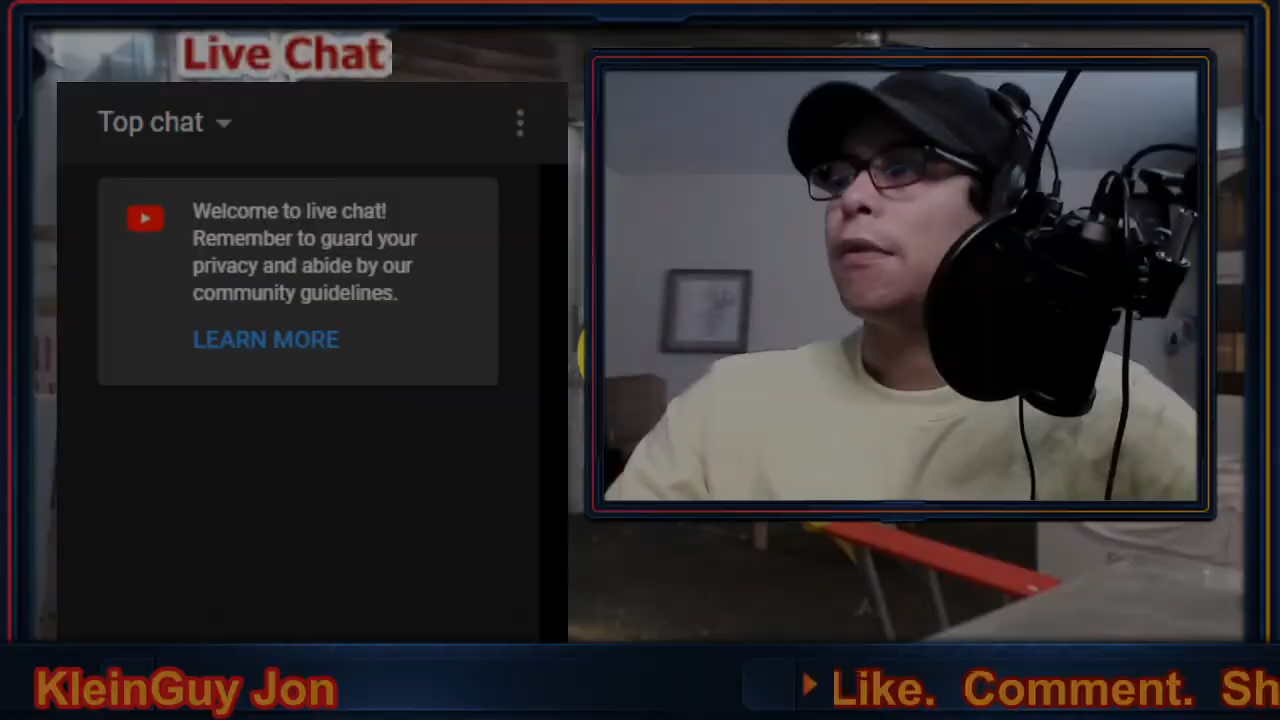 Live Chat
Top chat
Welcome to live chat!
Remember to guard your
privacy and abide by our
community guidelines.
LEARN MORE
KleinGuy Jon
Like. Comment. Sh